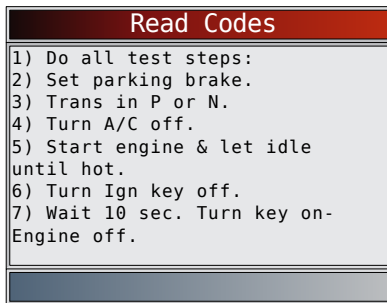 Read Codes
1) Do all test steps:
2) Set parking brake.
3) Trans in P or N.
4) Turn A/C off.
5) Start engine & let idle
until hot.
6) Turn Ign key off.
7) Wait 10 sec. Turn key on-
Engine off.